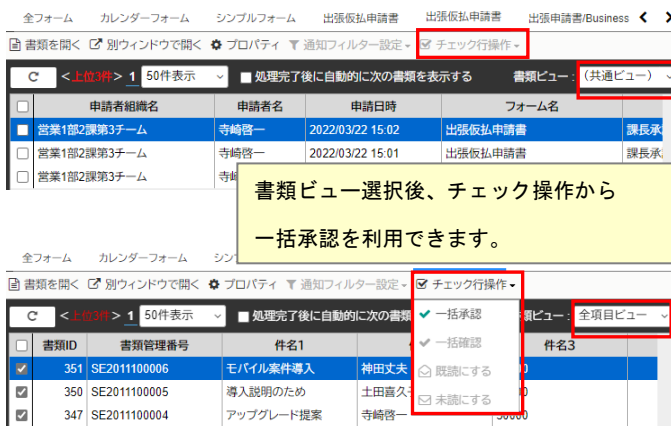 全フォーム カレンダーフォーム シンプルフォーム 出張仮払申請書 出張仮払申請書 出張申請書/Business
書類を開く 別ウィンドウで開く プロパティ 通知フィルター設定 チェック行操作
<上位3件> 1 50件表示 処理完了後に自動的に次の書類を表示する 書類ビュー： (共通ビュー)
申請者組織名 申請者名 申請日時 フォーム名
営業1部2課第3チーム 寺崎啓一 2022/03/22 15:02 出張仮払申請書 課長承
営業1部2課第3チーム 寺崎啓一 2022/03/22 15:01 出張仮払申請書 課長承
営業1部2課第3チーム 寺崎
書類ビュー選択後、チェック操作から
一括承認を利用できます。
全フォーム カレンダーフォーム シン
書類を開く 別ウィンドウで開く プロパティ 通知フィルター設定 チェック行操作
<上位3件> 1 50件表示 処理完了後に自動的に次の書類 類ビュー： 全項目ビュー
一括承認
一括確認
既読にする
未読にする
書類ID 書類管理番号 件名1 件名3
351 SE2011100006 モバイル案件導入 神田丈夫
350 SE2011100005 導入説明のため 土田喜久
347 SE2011100004 アップグレード提案 寺崎啓一 50000